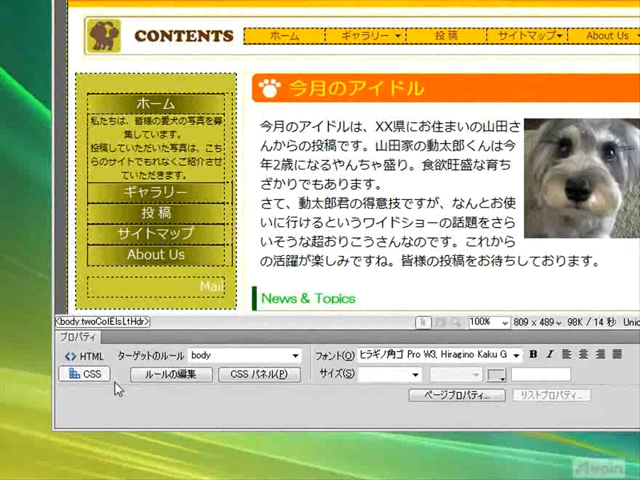 CONTENTS
ホーム ギャラリー 投 稿 サイトマップ About Us
ホーム
私たちは、皆様の愛犬の写真を募
集しています。
投稿していただいた写真は、こち
らのサイトでもれなくご紹介させ
ていただきます。
ギャラリー
投 稿
サイトマップ
About Us
Mail
今月のアイドル
今月のアイドルは、XX県にお住まいの山田さ
んからの投稿です。山田家の動太郎くんは今
年2歳になるやんちゃ盛り。食欲旺盛な育ち
ざかりでもあります。
さて、動太郎君の得意技ですが、なんとお使
いに行けるというワイドショーの話題をさら
いそうな超おりこうさんなのです。これから
の活躍が楽しみですね。皆様の投稿をお待ちしております。
News & Topics
<body.twoColElsLtHdr>
100% 809 x 489 98K / 14 秒 Unic
プロパティ
HTML ターゲットのルール body フォント(O) ヒラギノ角ゴ Pro W3, Hiragino Kaku G B I
CSS ルールの編集 CSS パネル(P) サイズ(S)
ページプロパティ... リストプロパティ...